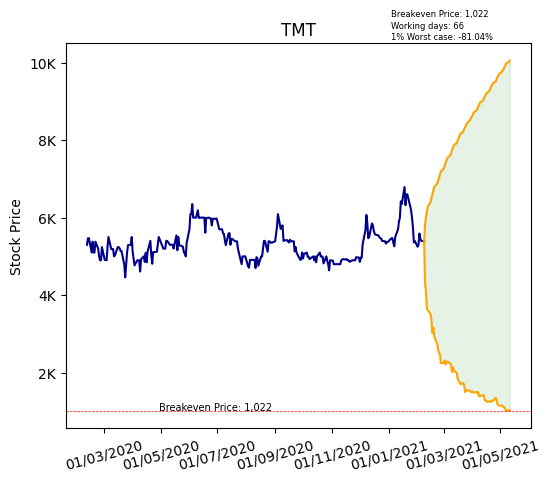 Breakeven Price: 1,022
Working days: 66
1% Worst case: -81.04%
TMT
Stock Price
10K
8K
6K
4K
2K
Breakeven Price: 1,022
01/03/2020
01/05/2020
01/07/2020
01/09/2020
01/11/2020
01/01/2021
01/03/2021
01/05/2021